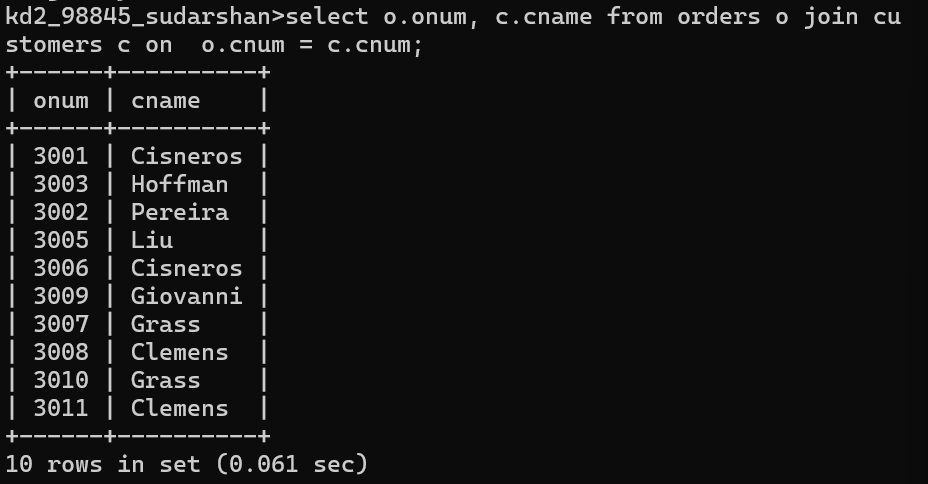 kd2_98845_sudarshan>select o.onum, c.cname from orders o join cu
stomers c on  o.cnum = c.cnum;
+------+----------+
| onum | cname    |
+------+----------+
| 3001 | Cisneros |
| 3003 | Hoffman  |
| 3002 | Pereira  |
| 3005 | Liu      |
| 3006 | Cisneros |
| 3009 | Giovanni |
| 3007 | Grass    |
| 3008 | Clemens  |
| 3010 | Grass    |
| 3011 | Clemens  |
+------+----------+
10 rows in set (0.061 sec)